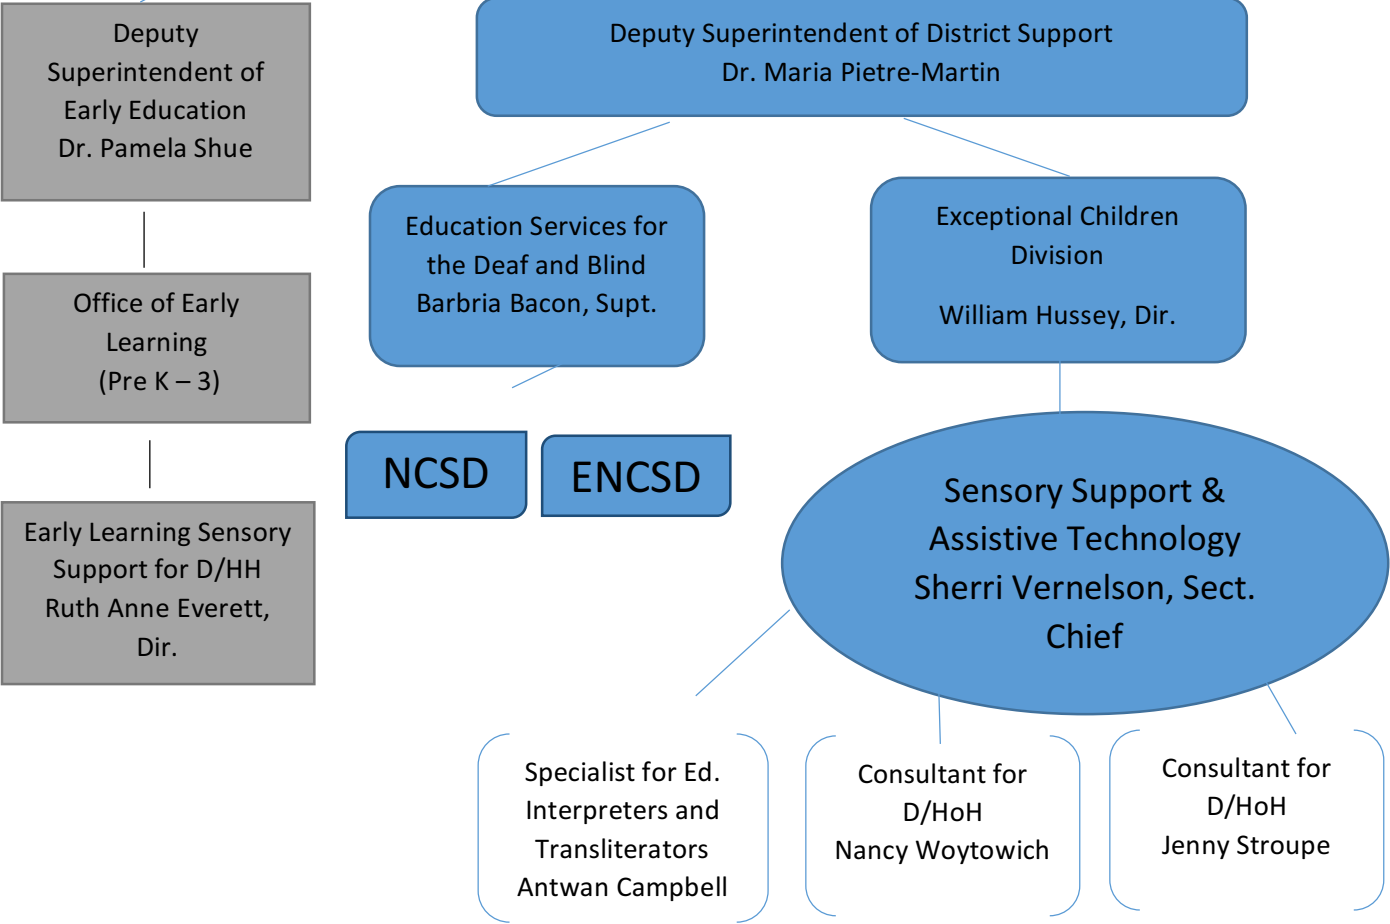 Deputy
Superintendent of
Early Education
Dr. Pamela Shue
Office of Early
Learning
(Pre K – 3)
Early Learning Sensory
Support for D/HH
Ruth Anne Everett,
Dir.
Deputy Superintendent of District Support
Dr. Maria Pietre-Martin
Education Services for
the Deaf and Blind
Barbria Bacon, Supt.
NCSD
ENCSD
Exceptional Children
Division
William Hussey, Dir.
Sensory Support &
Assistive Technology
Sherri Vernelson, Sect.
Chief
Specialist for Ed.
Interpreters and
Transliterators
Antwan Campbell
Consultant for
D/HoH
Nancy Woytowich
Consultant for
D/HoH
Jenny Stroupe